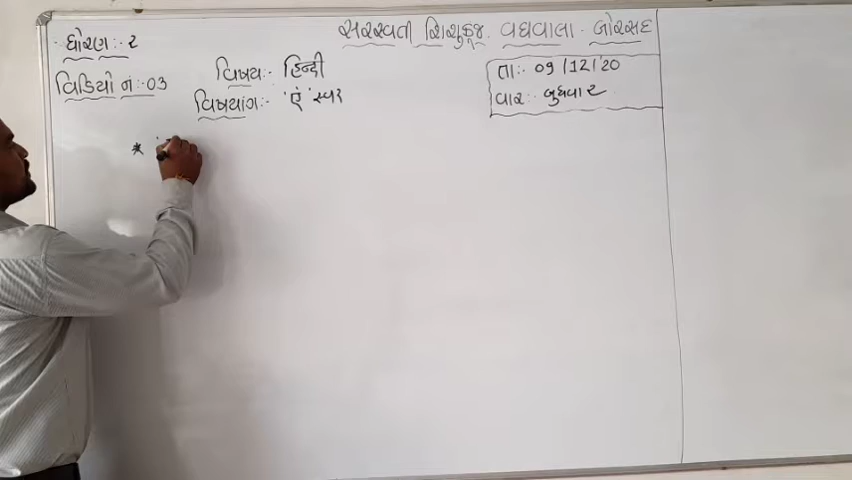 સરસ્વતી શિશુકુંજ. વઘવાલા - બોરસદ
ધોરણ :- ૨
વિષય :- हिन्दी
તા :- 09/12/20
વિડિયો નં :- 03
વિષયાંગ :- 'एं' स्वर
વાર :- બુધવાર
*